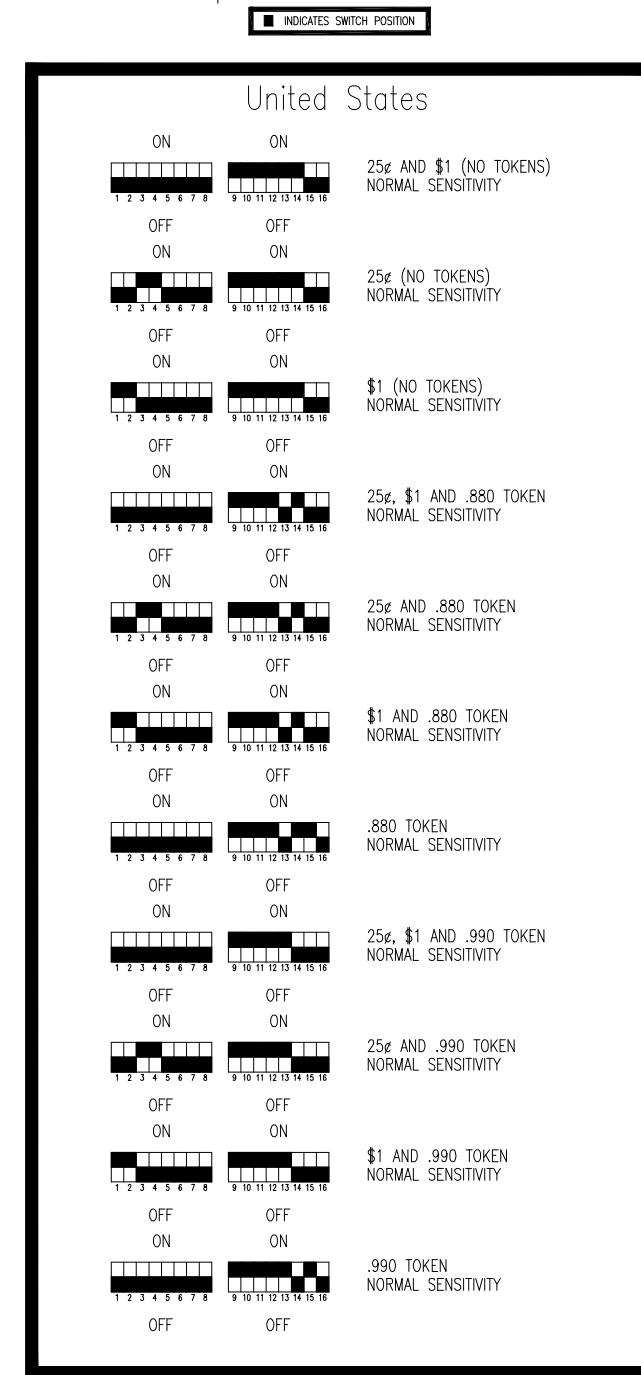 INDICATES SWITCH POSITION
United States
ON ON
25¢ AND $1 (NO TOKENS)
NORMAL SENSITIVITY
1 2 3 4 5 6 7 8 9 10 11 12 13 14 15 16
OFF OFF
ON ON
25¢ (NO TOKENS)
NORMAL SENSITIVITY
1 2 3 4 5 6 7 8 9 10 11 12 13 14 15 16
OFF OFF
ON ON
$1 (NO TOKENS)
NORMAL SENSITIVITY
1 2 3 4 5 6 7 8 9 10 11 12 13 14 15 16
OFF OFF
ON ON
25¢, $1 AND .880 TOKEN
NORMAL SENSITIVITY
1 2 3 4 5 6 7 8 9 10 11 12 13 14 15 16
OFF OFF
ON ON
25¢ AND .880 TOKEN
NORMAL SENSITIVITY
1 2 3 4 5 6 7 8 9 10 11 12 13 14 15 16
OFF OFF
ON ON
$1 AND .880 TOKEN
NORMAL SENSITIVITY
1 2 3 4 5 6 7 8 9 10 11 12 13 14 15 16
OFF OFF
ON ON
.880 TOKEN
NORMAL SENSITIVITY
1 2 3 4 5 6 7 8 9 10 11 12 13 14 15 16
OFF OFF
ON ON
25¢, $1 AND .990 TOKEN
NORMAL SENSITIVITY
1 2 3 4 5 6 7 8 9 10 11 12 13 14 15 16
OFF OFF
ON ON
25¢ AND .990 TOKEN
NORMAL SENSITIVITY
1 2 3 4 5 6 7 8 9 10 11 12 13 14 15 16
OFF OFF
ON ON
$1 AND .990 TOKEN
NORMAL SENSITIVITY
1 2 3 4 5 6 7 8 9 10 11 12 13 14 15 16
OFF OFF
ON ON
.990 TOKEN
NORMAL SENSITIVITY
1 2 3 4 5 6 7 8 9 10 11 12 13 14 15 16
OFF OFF